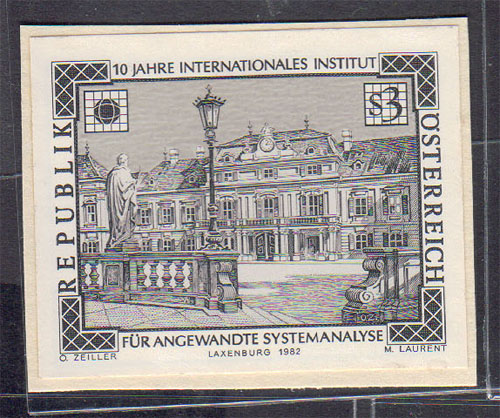 10 JAHRE INTERNATIONALES INSTITUT
S3
REPUBLIK
ÖSTERREICH
FÜR ANGEWANDTE SYSTEMANALYSE
O. ZEILLER
LAXENBURG 1982
M. LAURENT